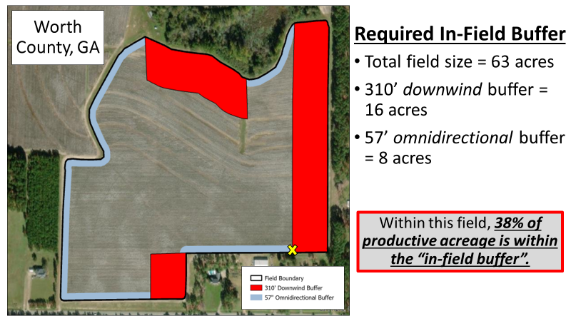 Worth
County, GA
Field Boundary
310' Downwind Buffer
57' Omnidirectional Buffer
Required In-Field Buffer
• Total field size = 63 acres
• 310' downwind buffer =
16 acres
• 57' omnidirectional buffer
= 8 acres
Within this field, 38% of
productive acreage is within
the “in-field buffer”.